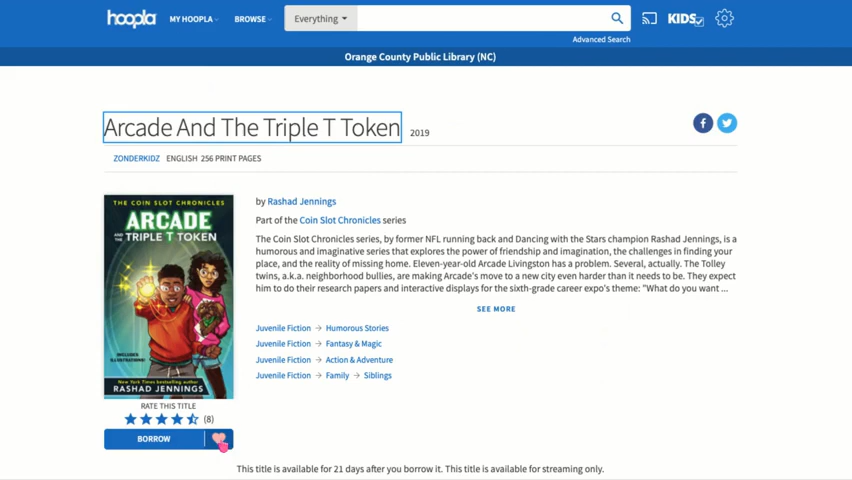 hoopla
MY HOOPLA
BROWSE
Everything
KIDS
Advanced Search
Orange County Public Library (NC)
Arcade And The Triple T Token 2019
ZONDERKIDZ ENGLISH 256 PRINT PAGES
THE COIN SLOT CHRONICLES
ARCADE
AND THE
TRIPLE T TOKEN
INCLUDES
ILLUSTRATIONS!
New York Times bestselling author
RASHAD JENNINGS
RATE THIS TITLE
(8)
BORROW
by Rashad Jennings
Part of the Coin Slot Chronicles series
The Coin Slot Chronicles series, by former NFL running back and Dancing with the Stars champion Rashad Jennings, is a
humorous and imaginative series that explores the power of friendship and imagination, the challenges in finding your
place, and the reality of missing home. Eleven-year-old Arcade Livingston has a problem. Several, actually. The Tolley
twins, a.k.a. neighborhood bullies, are making Arcade's move to a new city even harder than it needs to be. They expect
him to do their research papers and interactive displays for the sixth-grade career expo's theme: "What do you want ...
SEE MORE
Juvenile Fiction → Humorous Stories
Juvenile Fiction → Fantasy & Magic
Juvenile Fiction → Action & Adventure
Juvenile Fiction → Family → Siblings
This title is available for 21 days after you borrow it. This title is available for streaming only.